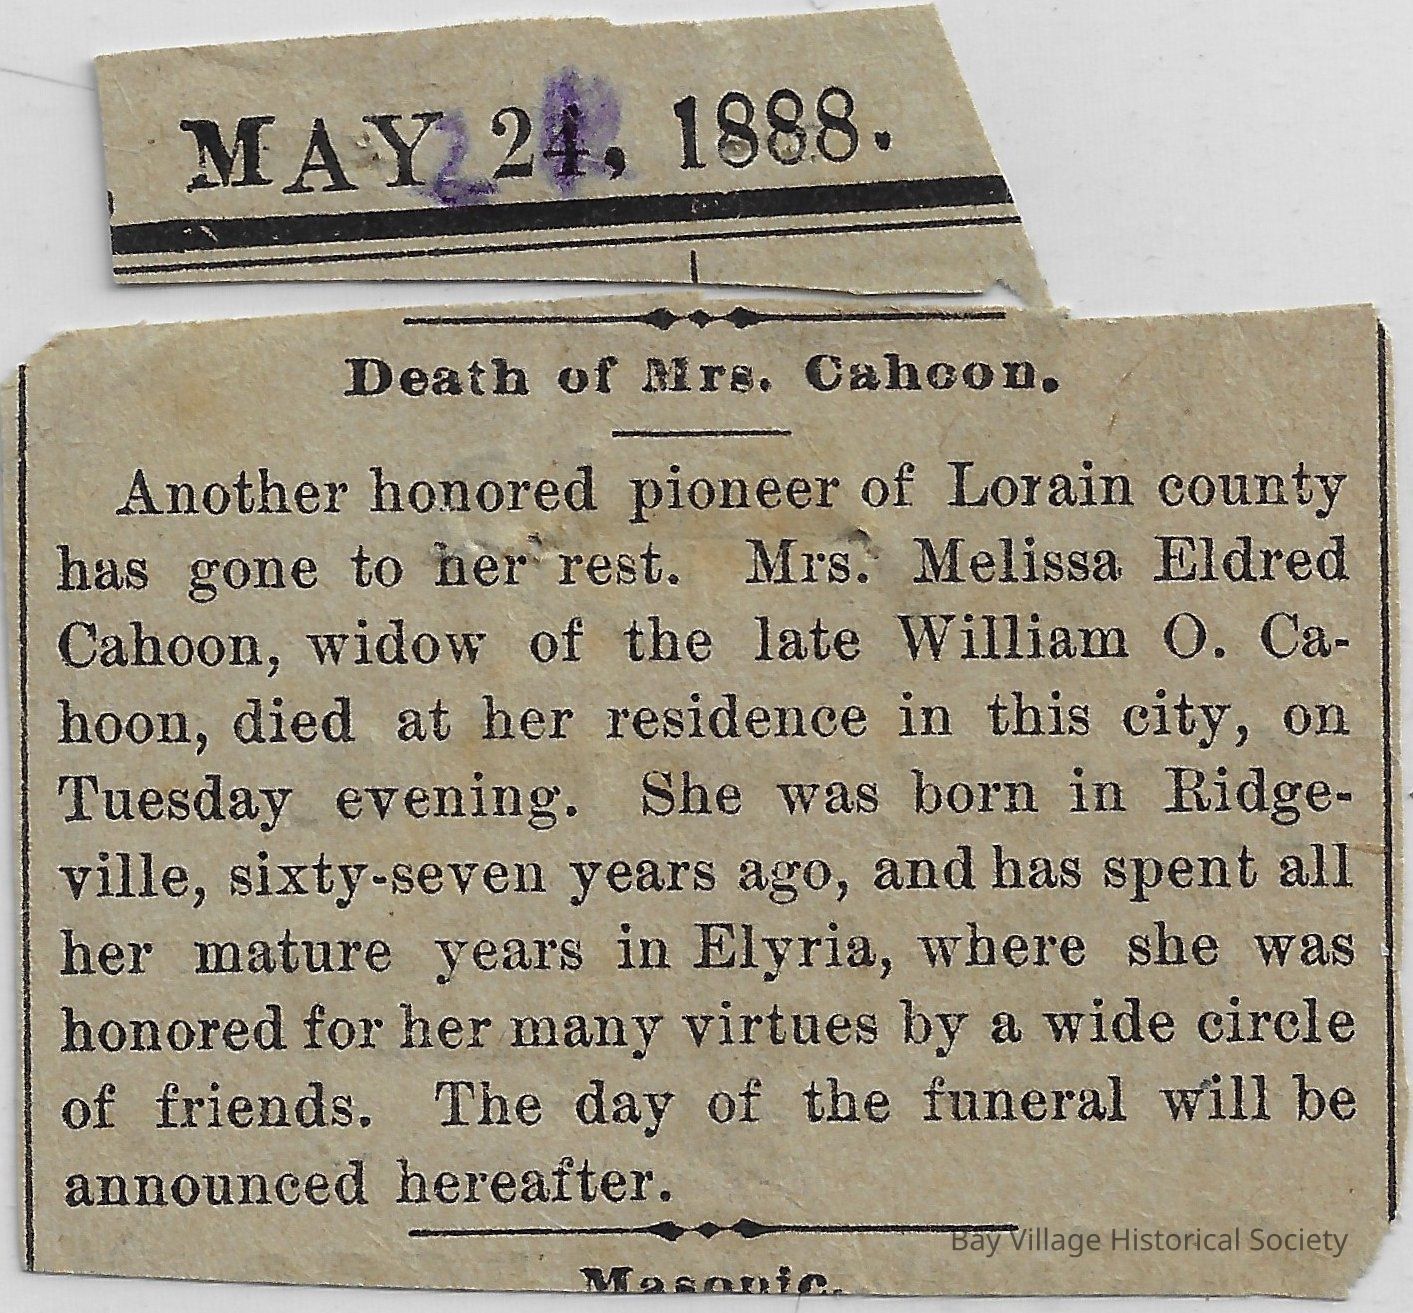 MAY 24, 1888.
Death of Mrs. Cahoon.
Another honored pioneer of Lorain county
has gone to her rest. Mrs. Melissa Eldred
Cahoon, widow of the late William O. Ca-
hoon, died at her residence in this city, on
Tuesday evening. She was born in Ridge-
ville, sixty-seven years ago, and has spent all
her mature years in Elyria, where she was
honored for her many virtues by a wide circle
of friends. The day of the funeral will be
announced hereafter.
Bay Village Historical Society
Masonic.